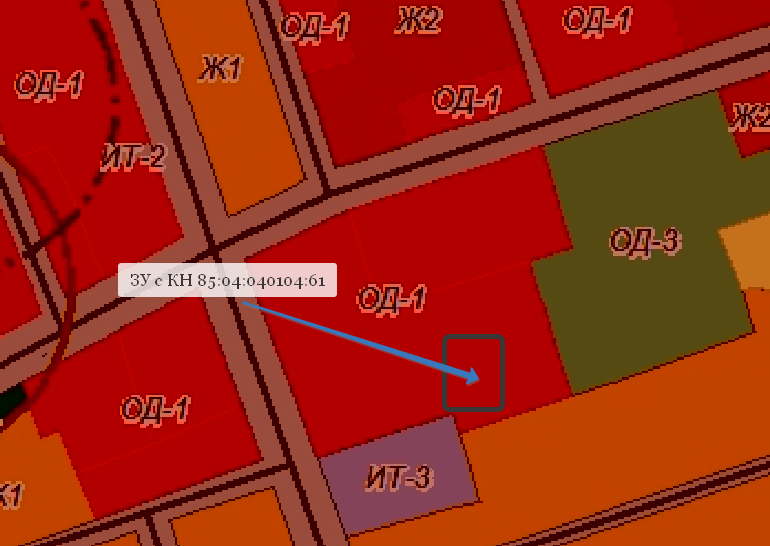 ОД-1
Ж2
ОД-1
Ж1
ОД-1
ОД-1
Ж2
ИТ-2
ОД-3
ЗУ с КН 85:04:040104:61
ОД-1
ОД-1
ИТ-3